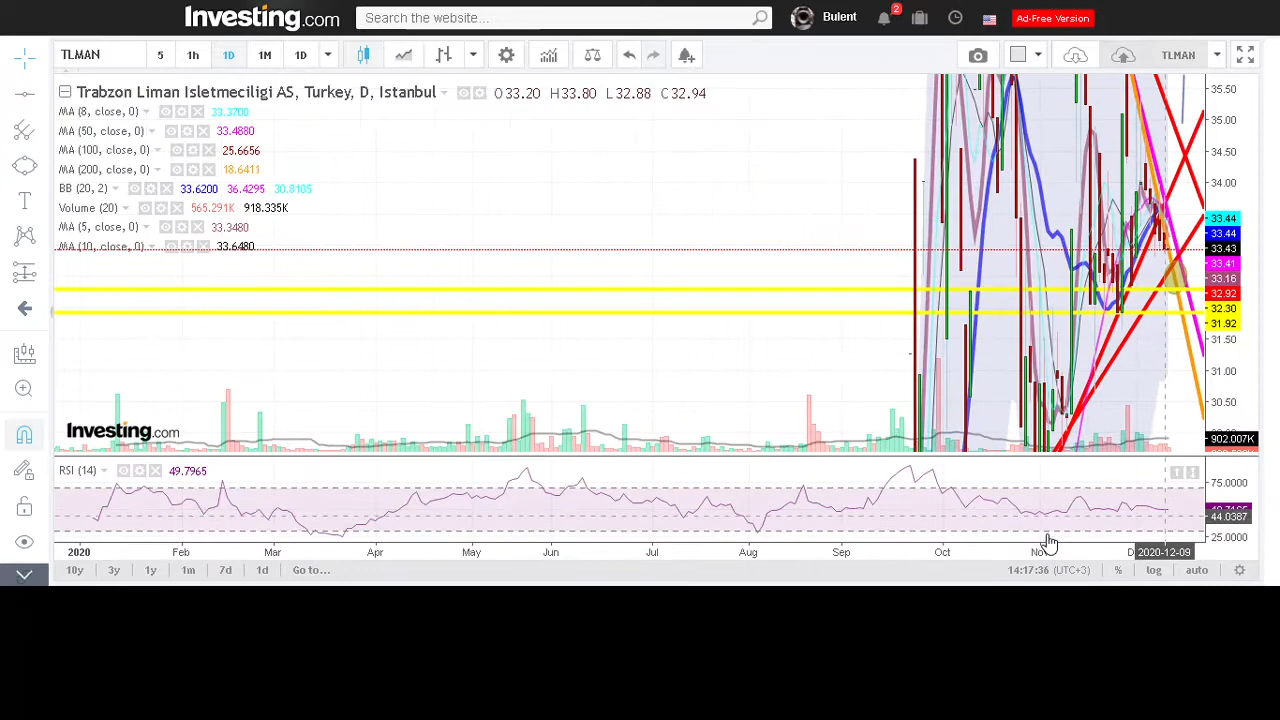 Investing.com
Search the website...
Bulent
2
Ad-Free Version
TLMAN
5
1h
1D
1M
1D
TLMAN
Trabzon Liman Isletmeciligi AS, Turkey, D, Istanbul
O33.20 H33.80 L32.88 C32.94
MA (8, close, 0) 33.3700
MA (50, close, 0) 33.4880
MA (100, close, 0) 25.6656
MA (200, close, 0) 18.6411
BB (20, 2) 33.6200 36.4295 30.8105
Volume (20) 565.291K 918.335K
MA (5, close, 0) 33.3480
MA (10, close, 0) 33.6480
35.50
35.00
34.50
34.00
33.44
33.44
33.43
33.41
33.16
32.92
32.30
31.92
31.50
31.00
30.50
902.007K
Investing.com
RSI (14) 49.7965
75.0000
44.0387
25.0000
2020 Feb Mar Apr May Jun Jul Aug Sep Oct Nov D 2020-12-09
10y 3y 1y 1m 7d 1d Go to...
14:17:36 (UTC+3) % log auto